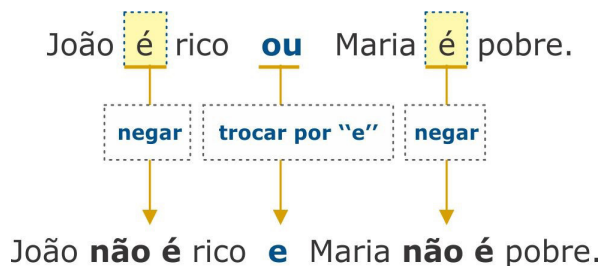 João é rico ou Maria é pobre.
negar trocar por ‘‘e’’ negar
João não é rico e Maria não é pobre.